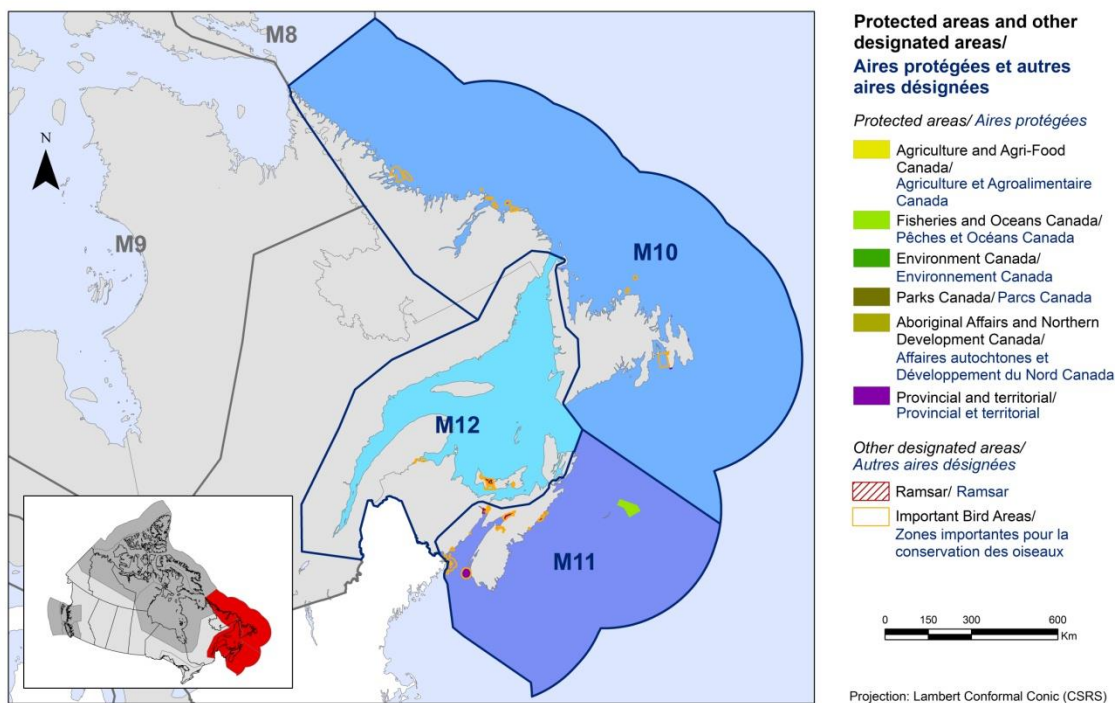 M8
N
M9
M10
M12
M11
Protected areas and other
designated areas/
Aires protégées et autres
aires désignées
Protected areas/ Aires protégées
Agriculture and Agri-Food
Canada/
Agriculture et Agroalimentaire
Canada
Fisheries and Oceans Canada/
Pêches et Océans Canada
Environment Canada/
Environnement Canada
Parks Canada/ Parcs Canada
Aboriginal Affairs and Northern
Development Canada/
Affaires autochtones et
Développement du Nord Canada
Provincial and territorial/
Provincial et territorial
Other designated areas/
Autres aires désignées
Ramsar/ Ramsar
Important Bird Areas/
Zones importantes pour la
conservation des oiseaux
0 150 300 600
Km
Projection: Lambert Conformal Conic (CSRS)